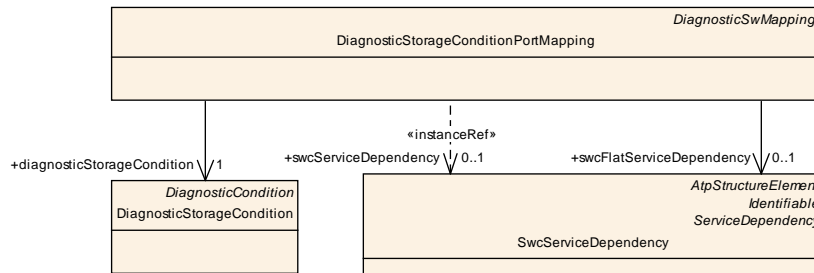 DiagnosticSwMapping
DiagnosticStorageConditionPortMapping
«instanceRef»
+diagnosticStorageCondition 1
+swcServiceDependency 0..1
+swcFlatServiceDependency 0..1
DiagnosticCondition
DiagnosticStorageCondition
AtpStructureElement
Identifiable
ServiceDependency
SwcServiceDependency